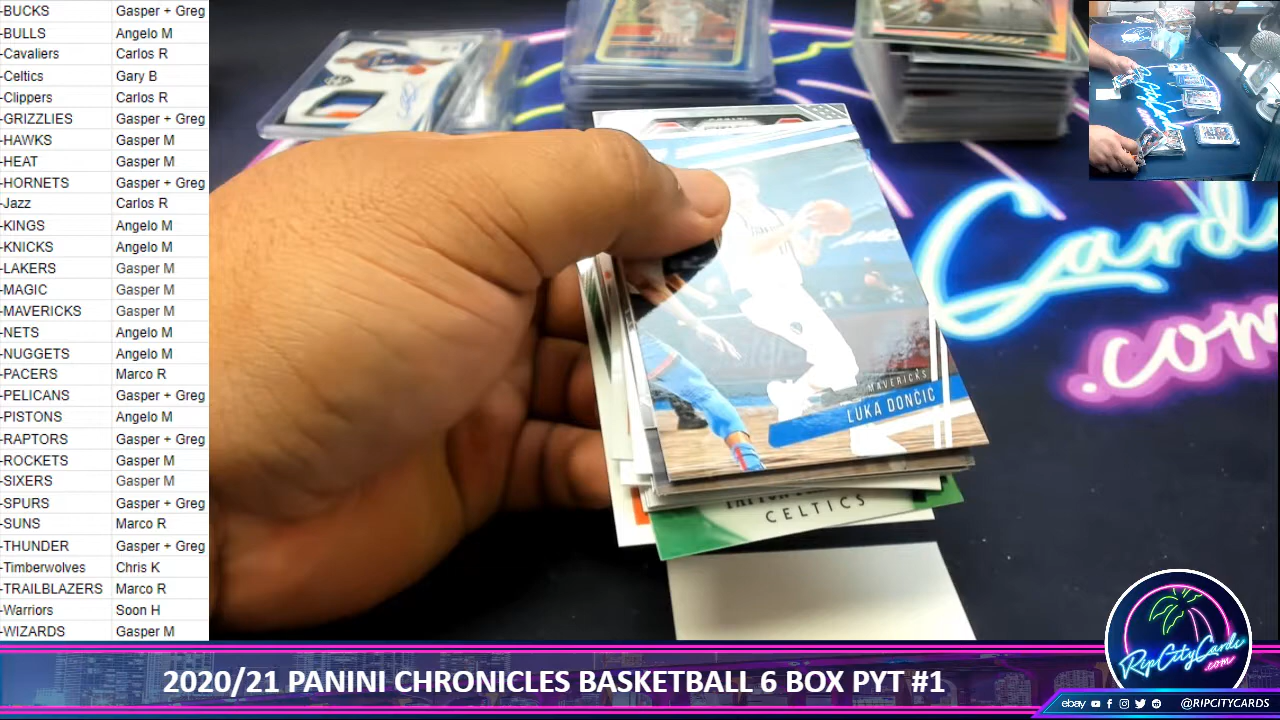 -BUCKS Gasper + Greg
-BULLS Angelo M
-Cavaliers Carlos R
-Celtics Gary B
-Clippers Carlos R
-GRIZZLIES Gasper + Greg
-HAWKS Gasper M
-HEAT Gasper M
-HORNETS Gasper + Greg
-Jazz Carlos R
-KINGS Angelo M
-KNICKS Angelo M
-LAKERS Gasper M
-MAGIC Gasper M
-MAVERICKS Gasper M
-NETS Angelo M
-NUGGETS Angelo M
-PACERS Marco R
-PELICANS Gasper + Greg
-PISTONS Angelo M
-RAPTORS Gasper + Greg
-ROCKETS Gasper M
-SIXERS Gasper M
-SPURS Gasper + Greg
-SUNS Marco R
-THUNDER Gasper + Greg
-Timberwolves Chris K
-TRAILBLAZERS Marco R
-Warriors Soon H
-WIZARDS Gasper M
MAVERICKS
LUKA DONČIĆ
CELTICS
Cards
.com
RipCityCards
.com
2020/21 PANINI CHRONICLES BASKETBALL 6 BOX PYT #1
ebay @RIPCITYCARDS